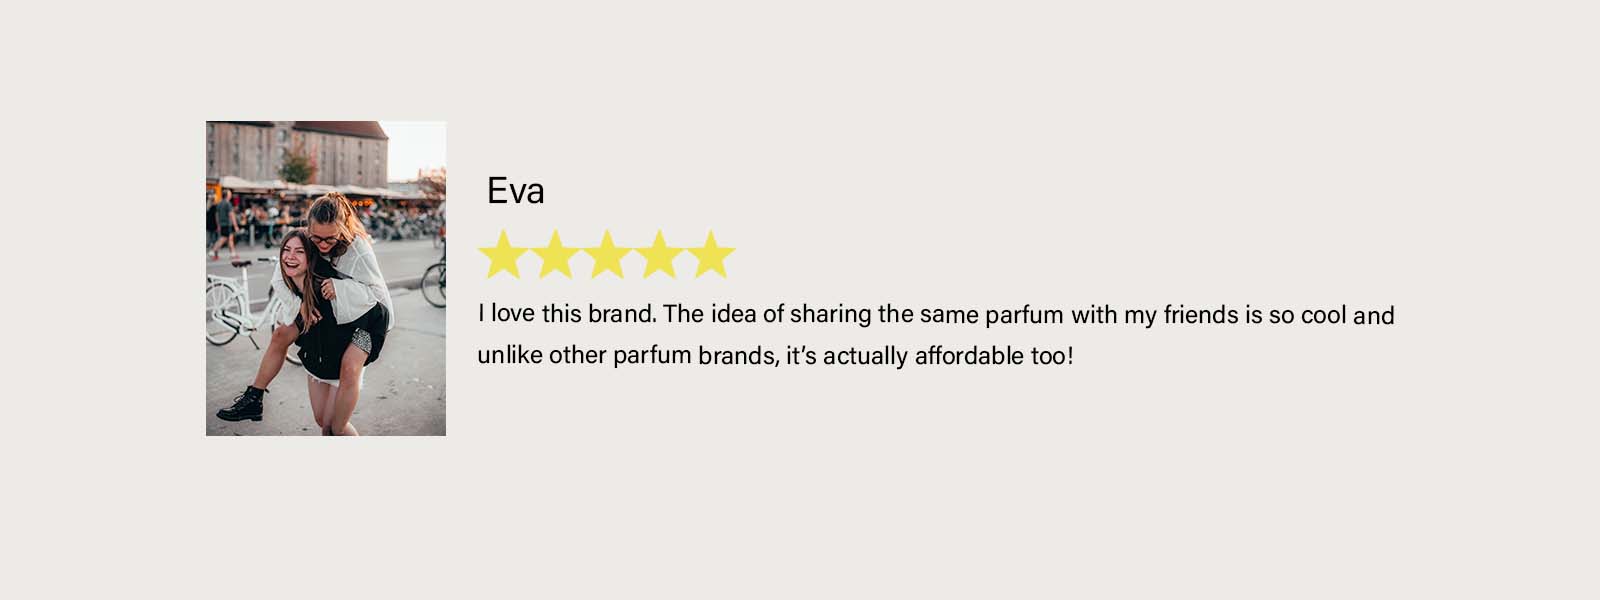 Eva
I love this brand. The idea of sharing the same parfum with my friends is so cool and
unlike other parfum brands, it’s actually affordable too!